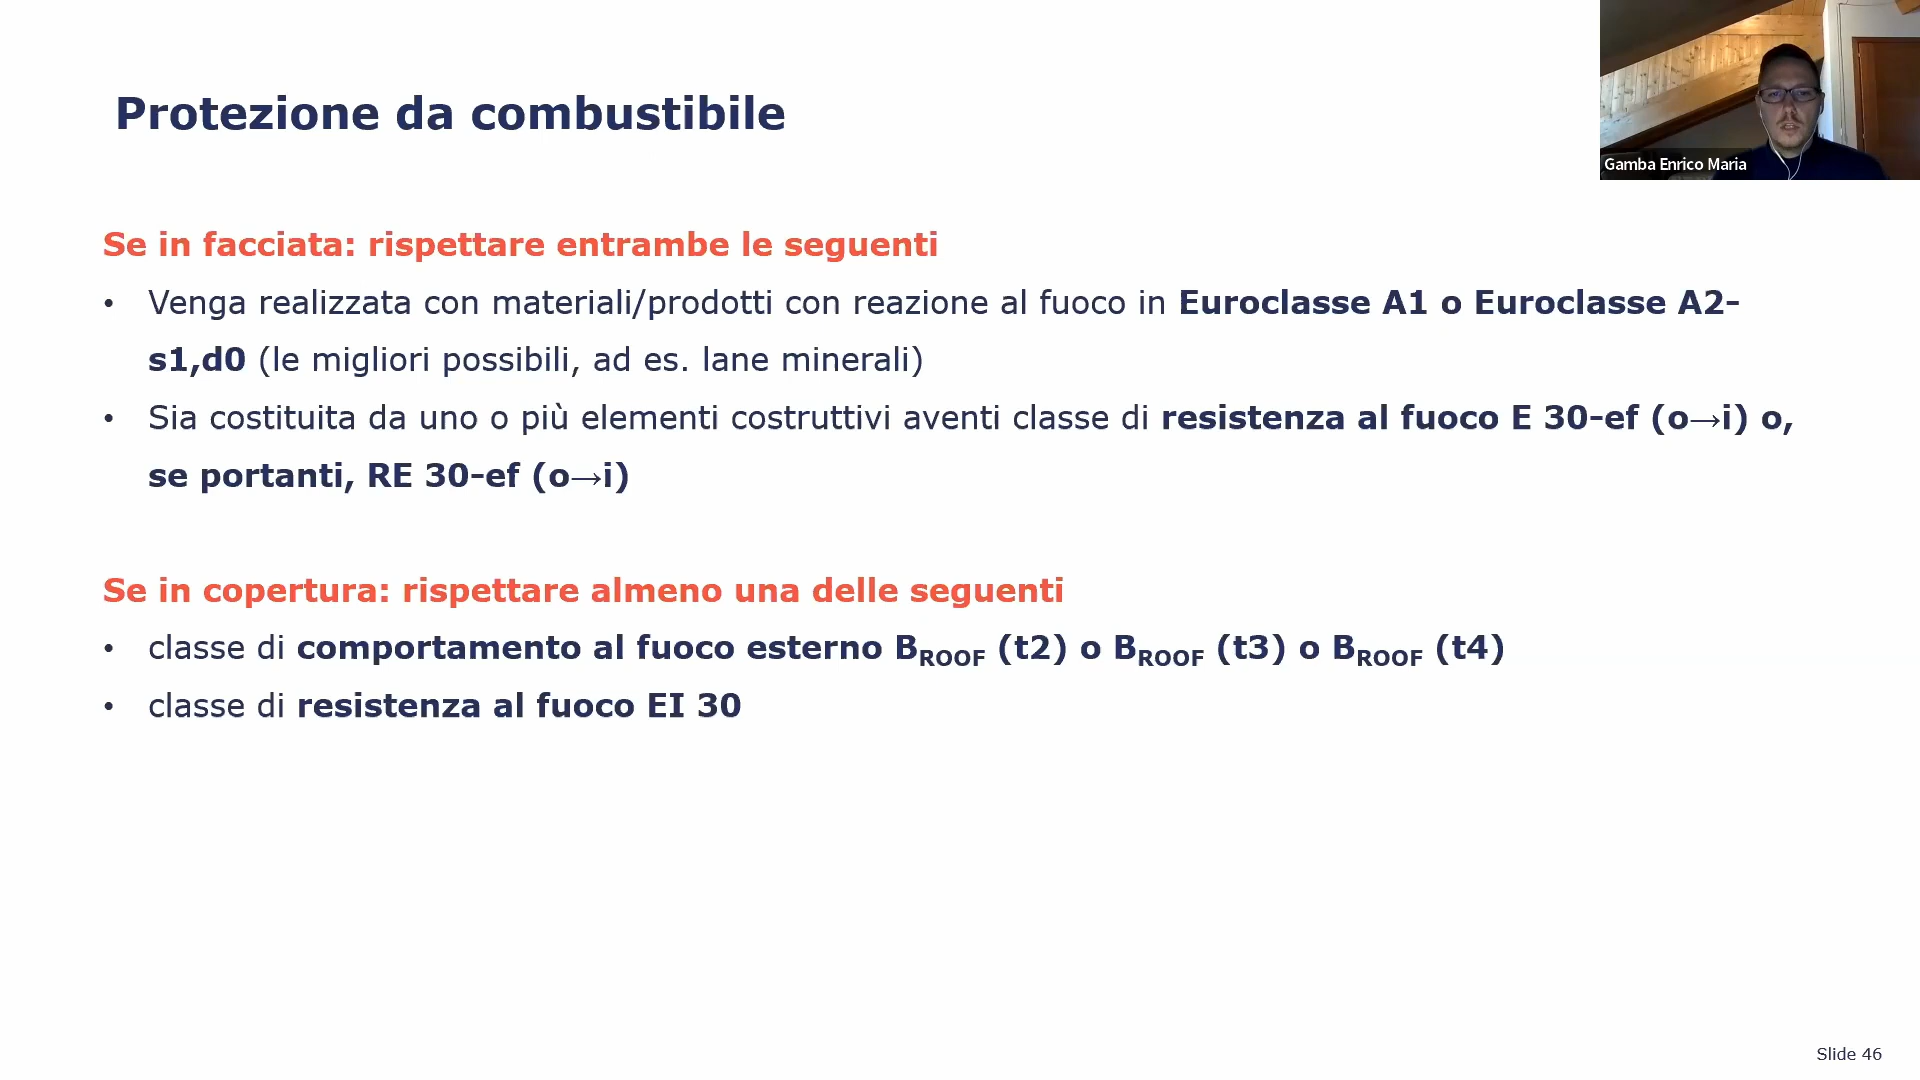 Protezione da combustibile
Gamba Enrico Maria
Se in facciata: rispettare entrambe le seguenti
• Venga realizzata con materiali/prodotti con reazione al fuoco in Euroclasse A1 o Euroclasse A2-
s1,d0 (le migliori possibili, ad es. lane minerali)
• Sia costituita da uno o più elementi costruttivi aventi classe di resistenza al fuoco E 30-ef (o→i) o,
se portanti, RE 30-ef (o→i)
Se in copertura: rispettare almeno una delle seguenti
• classe di comportamento al fuoco esterno BROOF (t2) o BROOF (t3) o BROOF (t4)
• classe di resistenza al fuoco EI 30
Slide 46